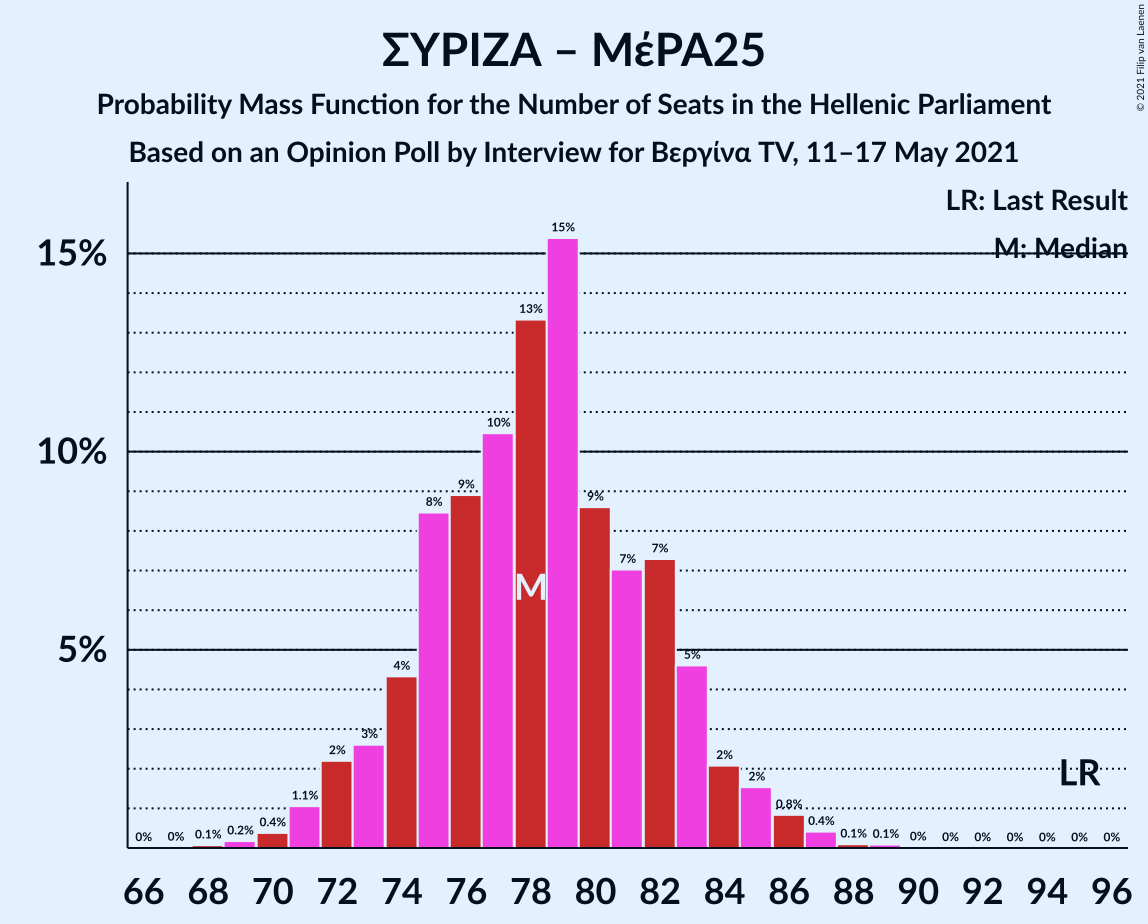 ΣΥΡΙΖΑ – ΜέΡΑ25
Probability Mass Function for the Number of Seats in the Hellenic Parliament
Based on an Opinion Poll by Interview for Βεργίνα TV, 11–17 May 2021
© 2021 Filip van Laenen
LR: Last Result
M: Median
15%
10%
5%
0% 0% 0.1% 0.2% 0.4% 1.1% 2% 3% 4% 8% 9% 10% 13% 15% 9% 7% 7% 5% 2% 2% 0.8% 0.4% 0.1% 0.1% 0% 0% 0% 0% 0% 0% 0%
M
LR
66 68 70 72 74 76 78 80 82 84 86 88 90 92 94 96